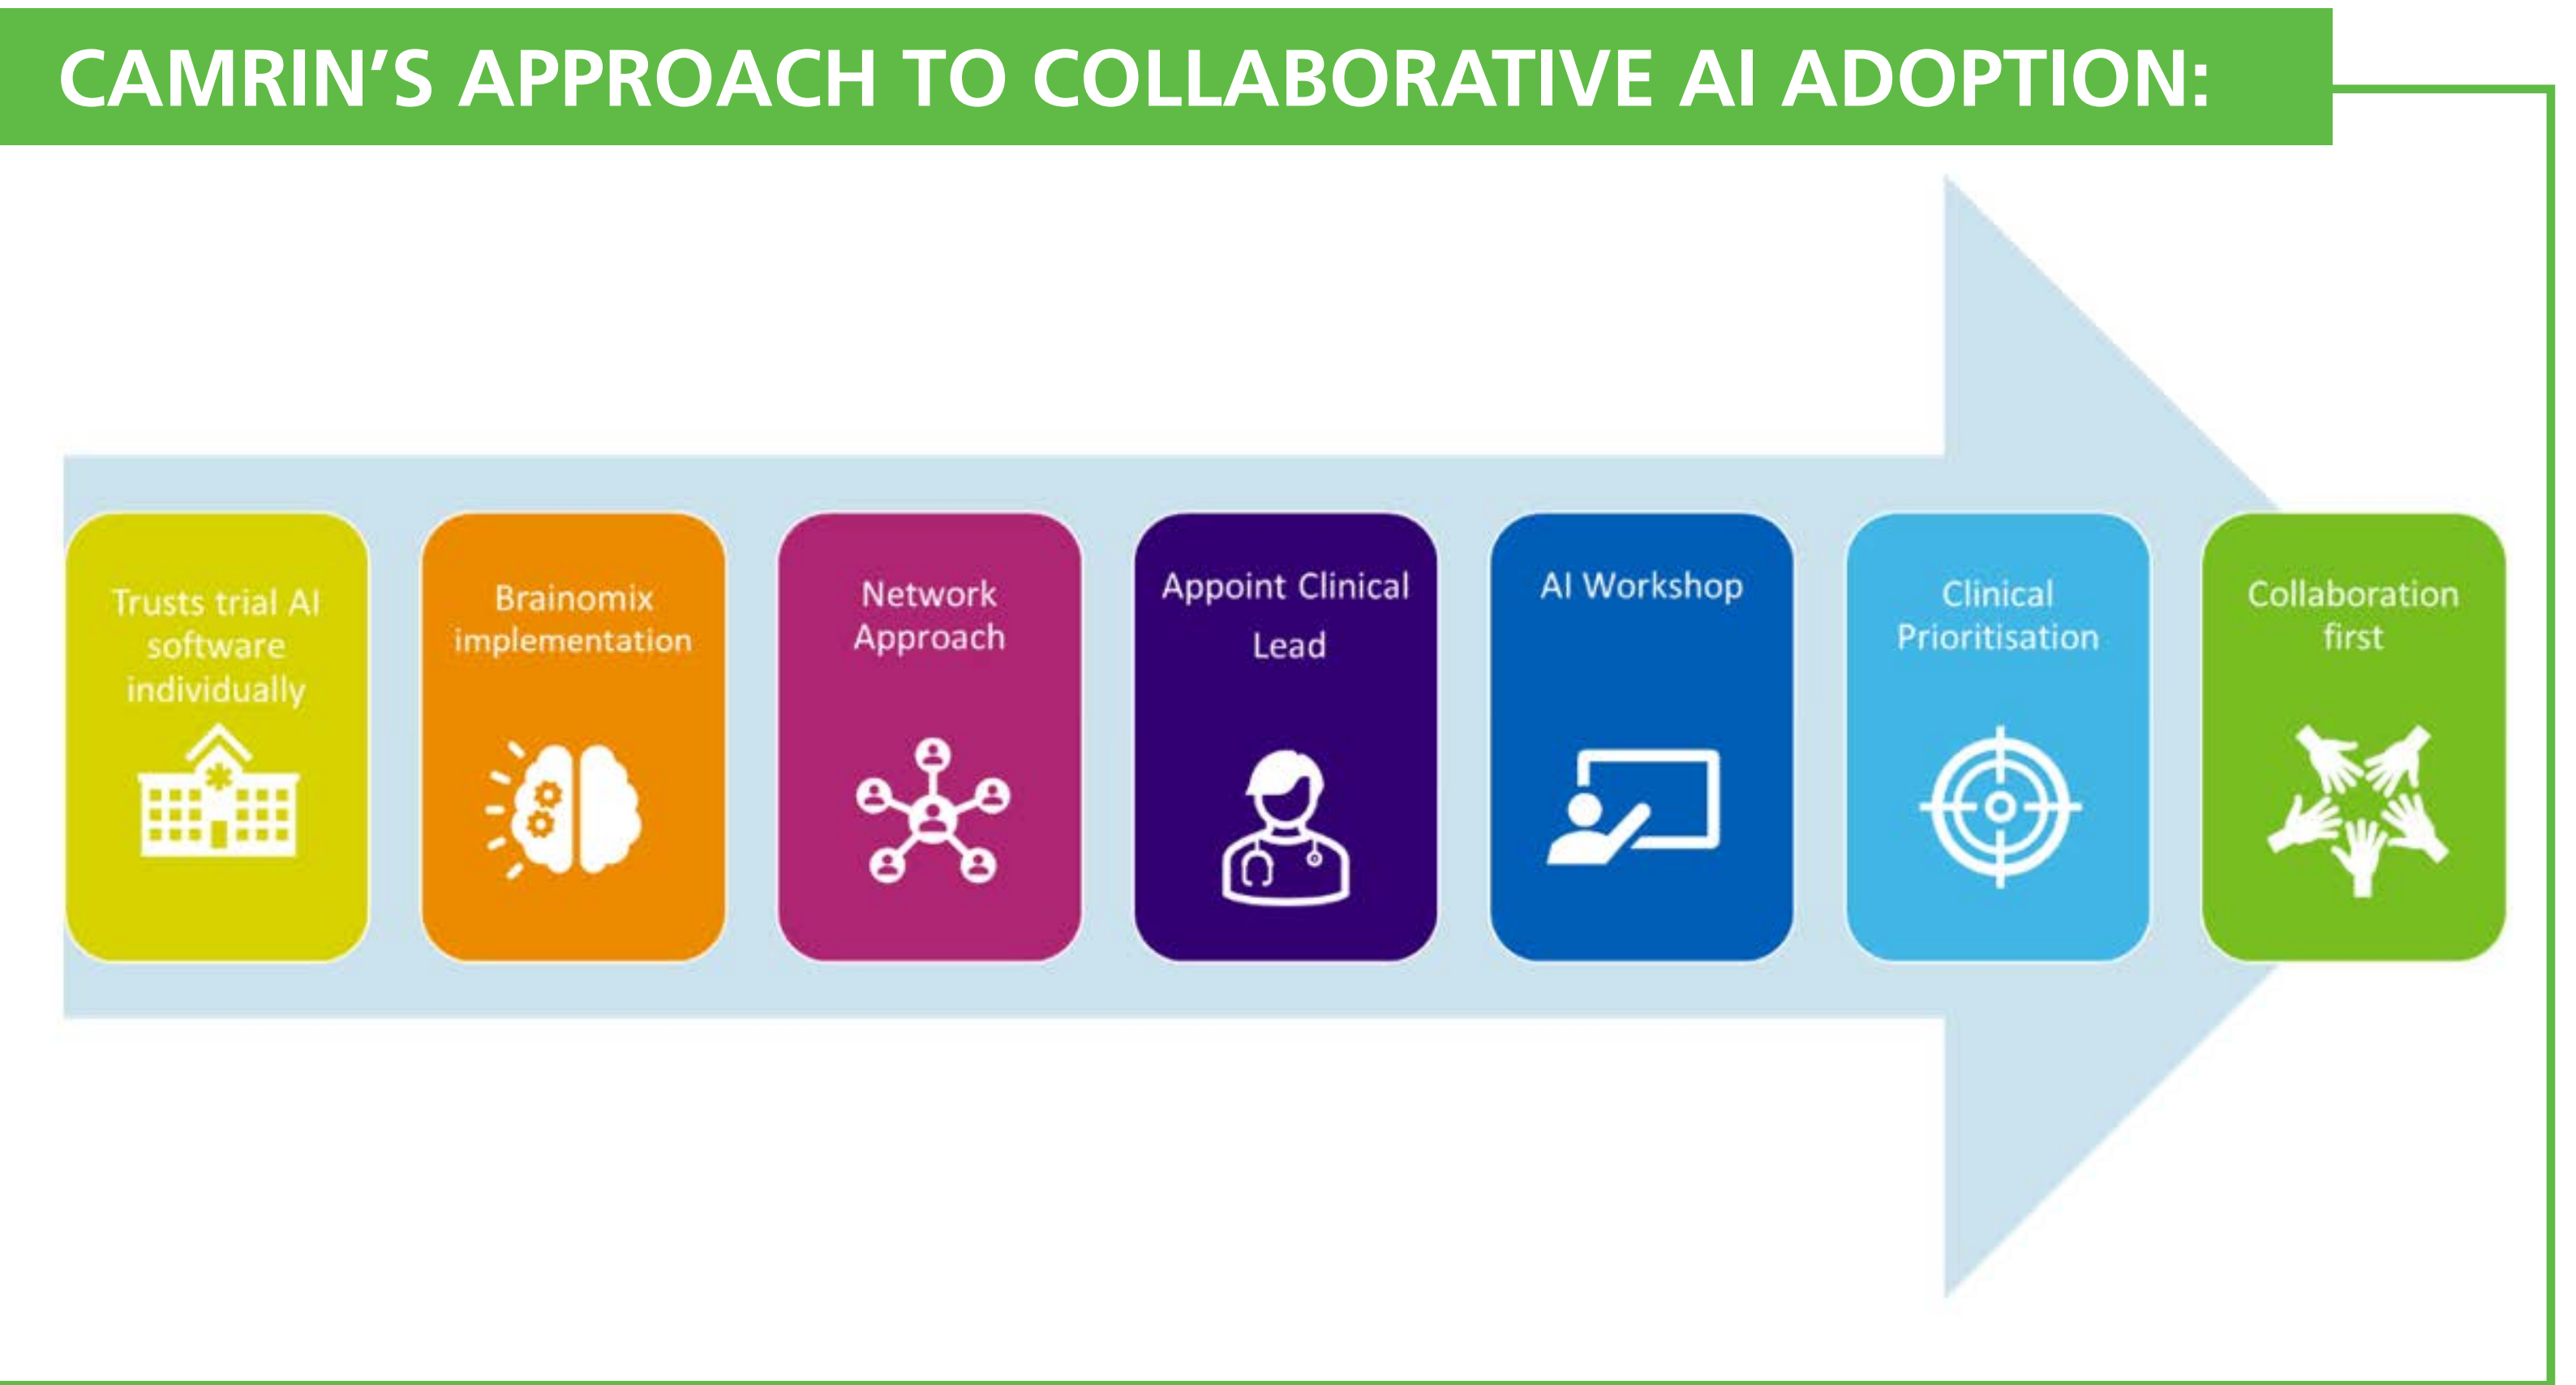 CAMRIN’S APPROACH TO COLLABORATIVE AI ADOPTION:
Trusts trial AI
software
individually
Brainomix
implementation
Network
Approach
Appoint Clinical
Lead
AI Workshop
Clinical
Prioritisation
Collaboration
first